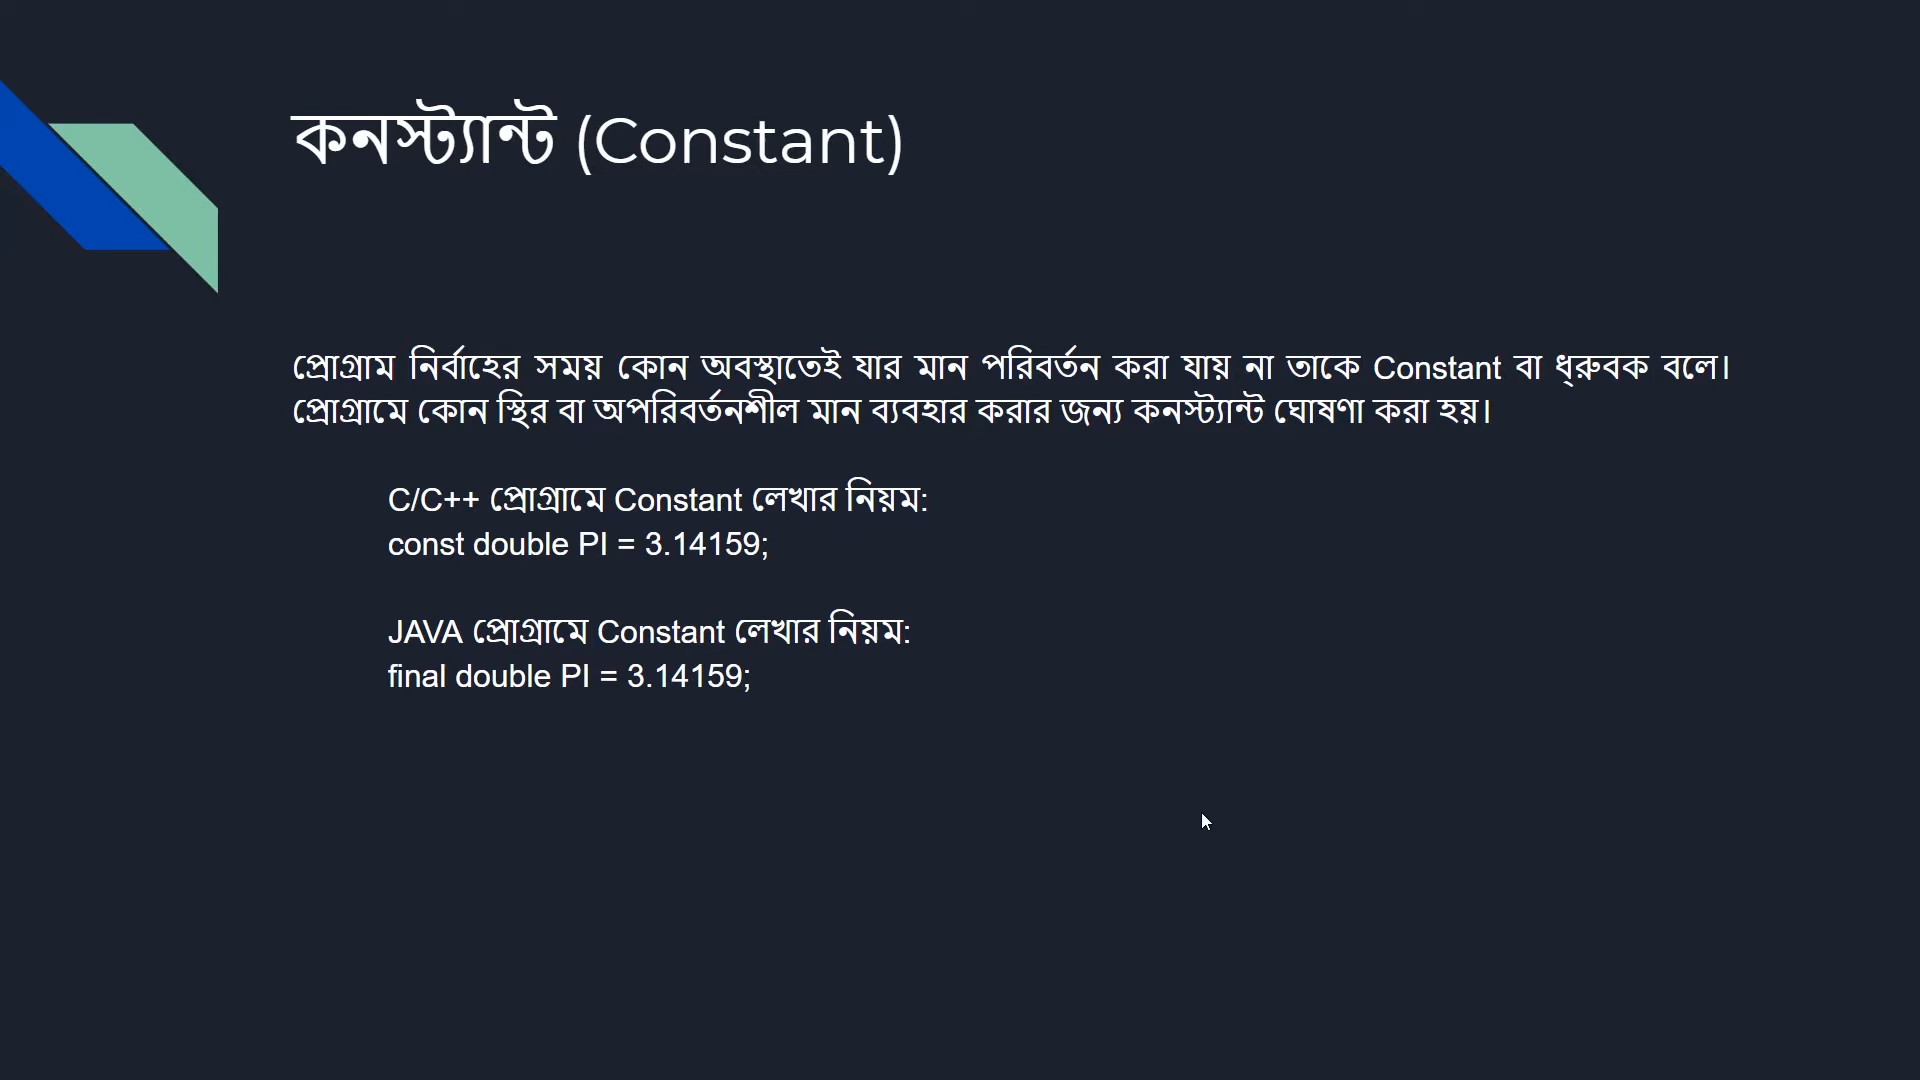 কনস্ট্যান্ট (Constant)
প্রোগ্রাম নির্বাহের সময় কোন অবস্থাতেই যার মান পরিবর্তন করা যায় না তাকে Constant বা ধ্রুবক বলে।
প্রোগ্রামে কোন স্থির বা অপরিবর্তনশীল মান ব্যবহার করার জন্য কনস্ট্যান্ট ঘোষণা করা হয়।
C/C++ প্রোগ্রামে Constant লেখার নিয়ম:
const double PI = 3.14159;
JAVA প্রোগ্রামে Constant লেখার নিয়ম:
final double PI = 3.14159;